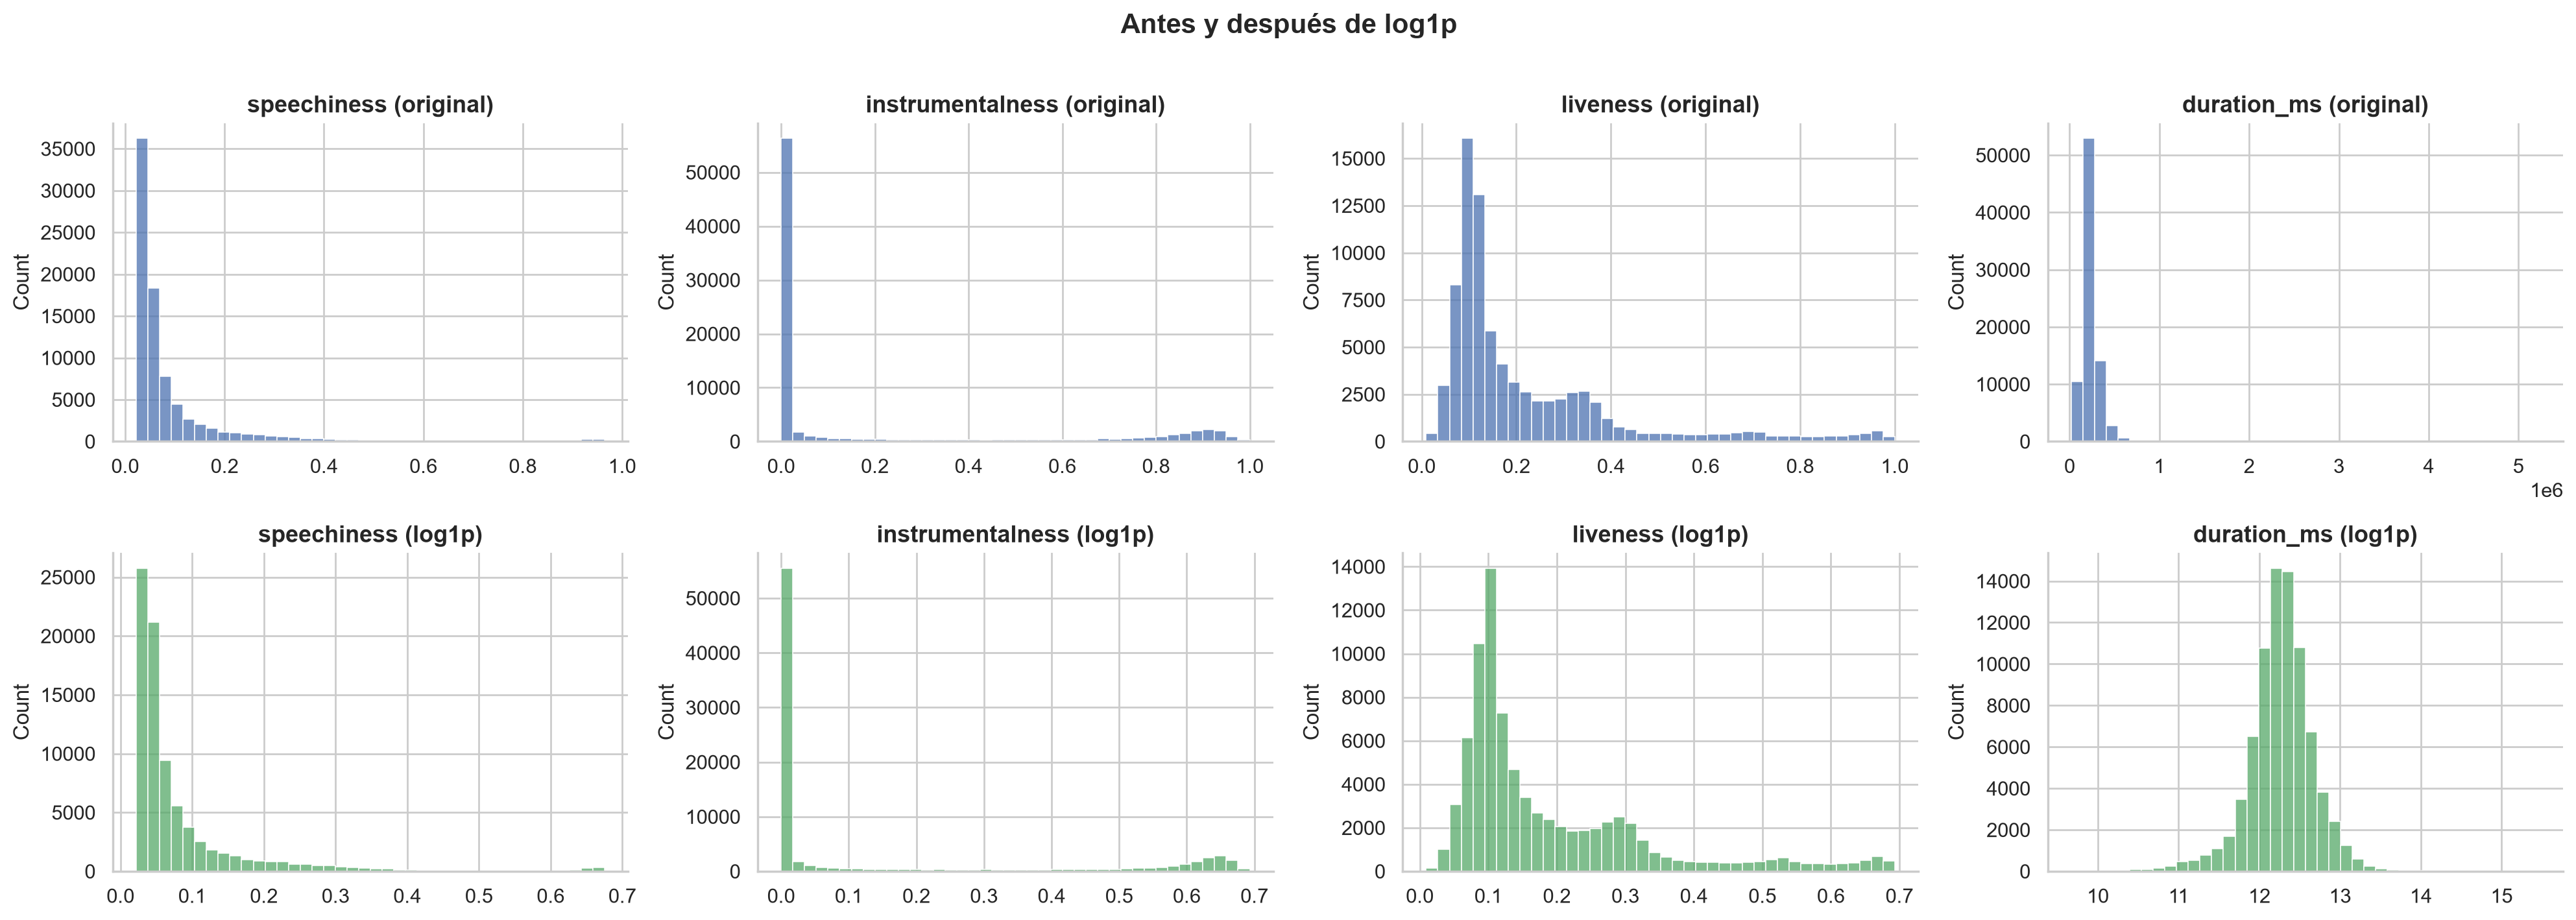 Antes y después de log1p
speechiness (original)
Count
35000
30000
25000
20000
15000
10000
5000
0
0.0 0.2 0.4 0.6 0.8 1.0
instrumentalness (original)
Count
50000
40000
30000
20000
10000
0
0.0 0.2 0.4 0.6 0.8 1.0
liveness (original)
Count
15000
12500
10000
7500
5000
2500
0
0.0 0.2 0.4 0.6 0.8 1.0
duration_ms (original)
Count
50000
40000
30000
20000
10000
0
0 1 2 3 4 5
1e6
speechiness (log1p)
Count
25000
20000
15000
10000
5000
0
0.0 0.1 0.2 0.3 0.4 0.5 0.6 0.7
instrumentalness (log1p)
Count
50000
40000
30000
20000
10000
0
0.0 0.1 0.2 0.3 0.4 0.5 0.6 0.7
liveness (log1p)
Count
14000
12000
10000
8000
6000
4000
2000
0
0.0 0.1 0.2 0.3 0.4 0.5 0.6 0.7
duration_ms (log1p)
Count
14000
12000
10000
8000
6000
4000
2000
0
10 11 12 13 14 15